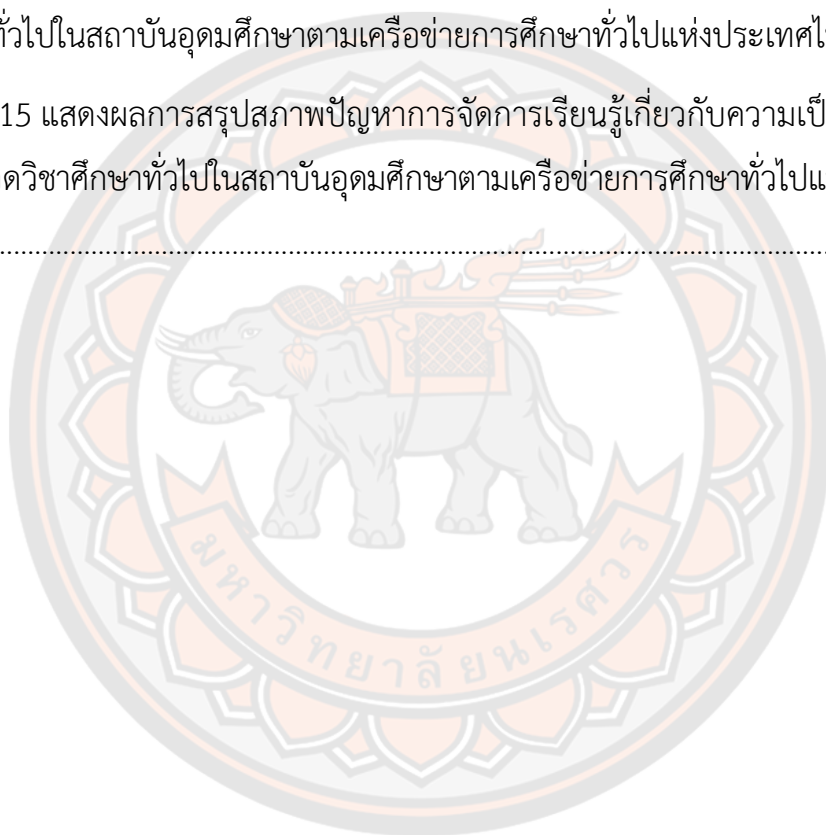 ทั่วไปในสถาบันอุดมศึกษาตามเครือข่ายการศึกษาทั่วไปแห่งประเทศไ
15 แสดงผลการสรุปสภาพปัญหาการจัดการเรียนรู้เกี่ยวกับความเป็
ดวิชาศึกษาทั่วไปในสถาบันอุดมศึกษาตามเครือข่ายการศึกษาทั่วไปแ
........................................................................................................................
มหาวิทยาลัยนเรศวร